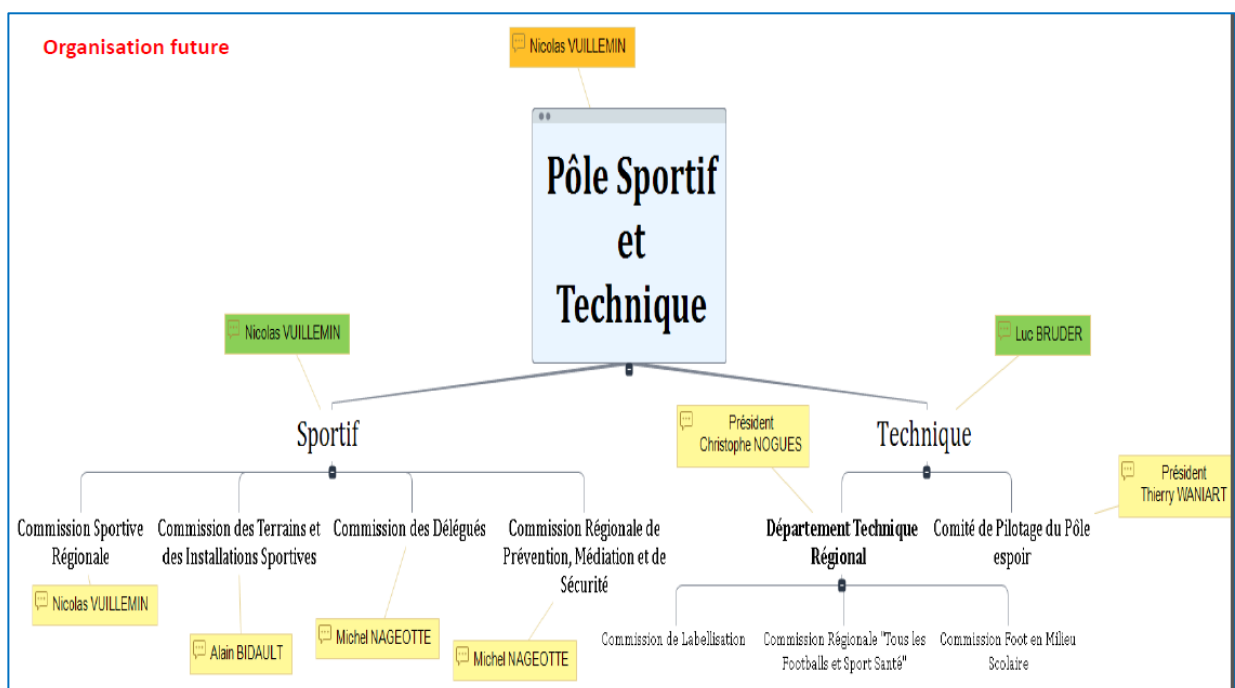 Organisation future
Nicolas VUILLEMIN
Pôle Sportif
et
Technique
Nicolas VUILLEMIN
Luc BRUDER
Sportif
Président
Christophe NOGUES
Technique
Président
Thierry WANIART
Commission Sportive
Régionale
Commission des Terrains et
des Installations Sportives
Commission des Délégués
Commission Régionale de
Prévention, Médiation et de
Sécurité
Département Technique
Régional
Comité de Pilotage du Pôle
espoir
Nicolas VUILLEMIN
Alain BIDAULT
Michel NAGEOTTE
Michel NAGEOTTE
Commission de Labellisation
Commission Régionale "Tous les
Footballs et Sport Santé"
Commission Foot en Milieu
Scolaire